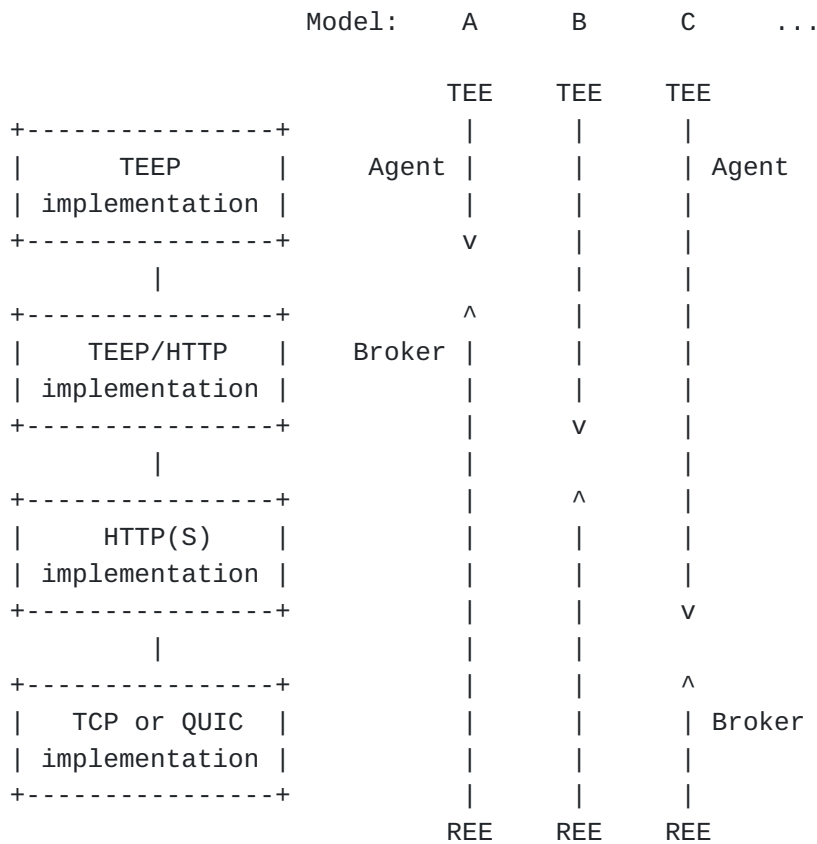 Model:    A      B      C     ...

                             TEE    TEE    TEE
+----------------+            |      |      |
|      TEEP      |      Agent |      |      | Agent
| implementation |            |      |      |
+----------------+            v      |      |
         |                           |      |
+----------------+            ^      |      |
|    TEEP/HTTP   |     Broker |      |      |
| implementation |            |      |      |
+----------------+            |      v      |
         |                    |             |
+----------------+            |      ^      |
|     HTTP(S)    |            |      |      |
| implementation |            |      |      |
+----------------+            |      |      v
         |                    |      |
+----------------+            |      |      ^
|   TCP or QUIC  |            |      |      | Broker
| implementation |            |      |      |
+----------------+            |      |      |
                             REE    REE    REE